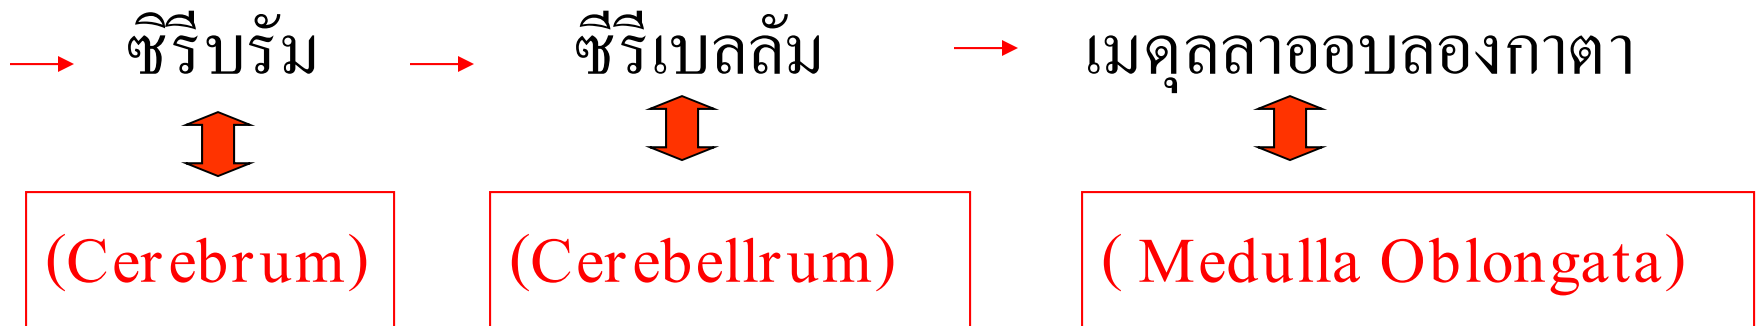 ซิรีบรัม ซีรีเบลลัม เมดุลลาออบลองกาตา
(Cerebrum) (Cerebellrum) ( Medulla Oblongata)